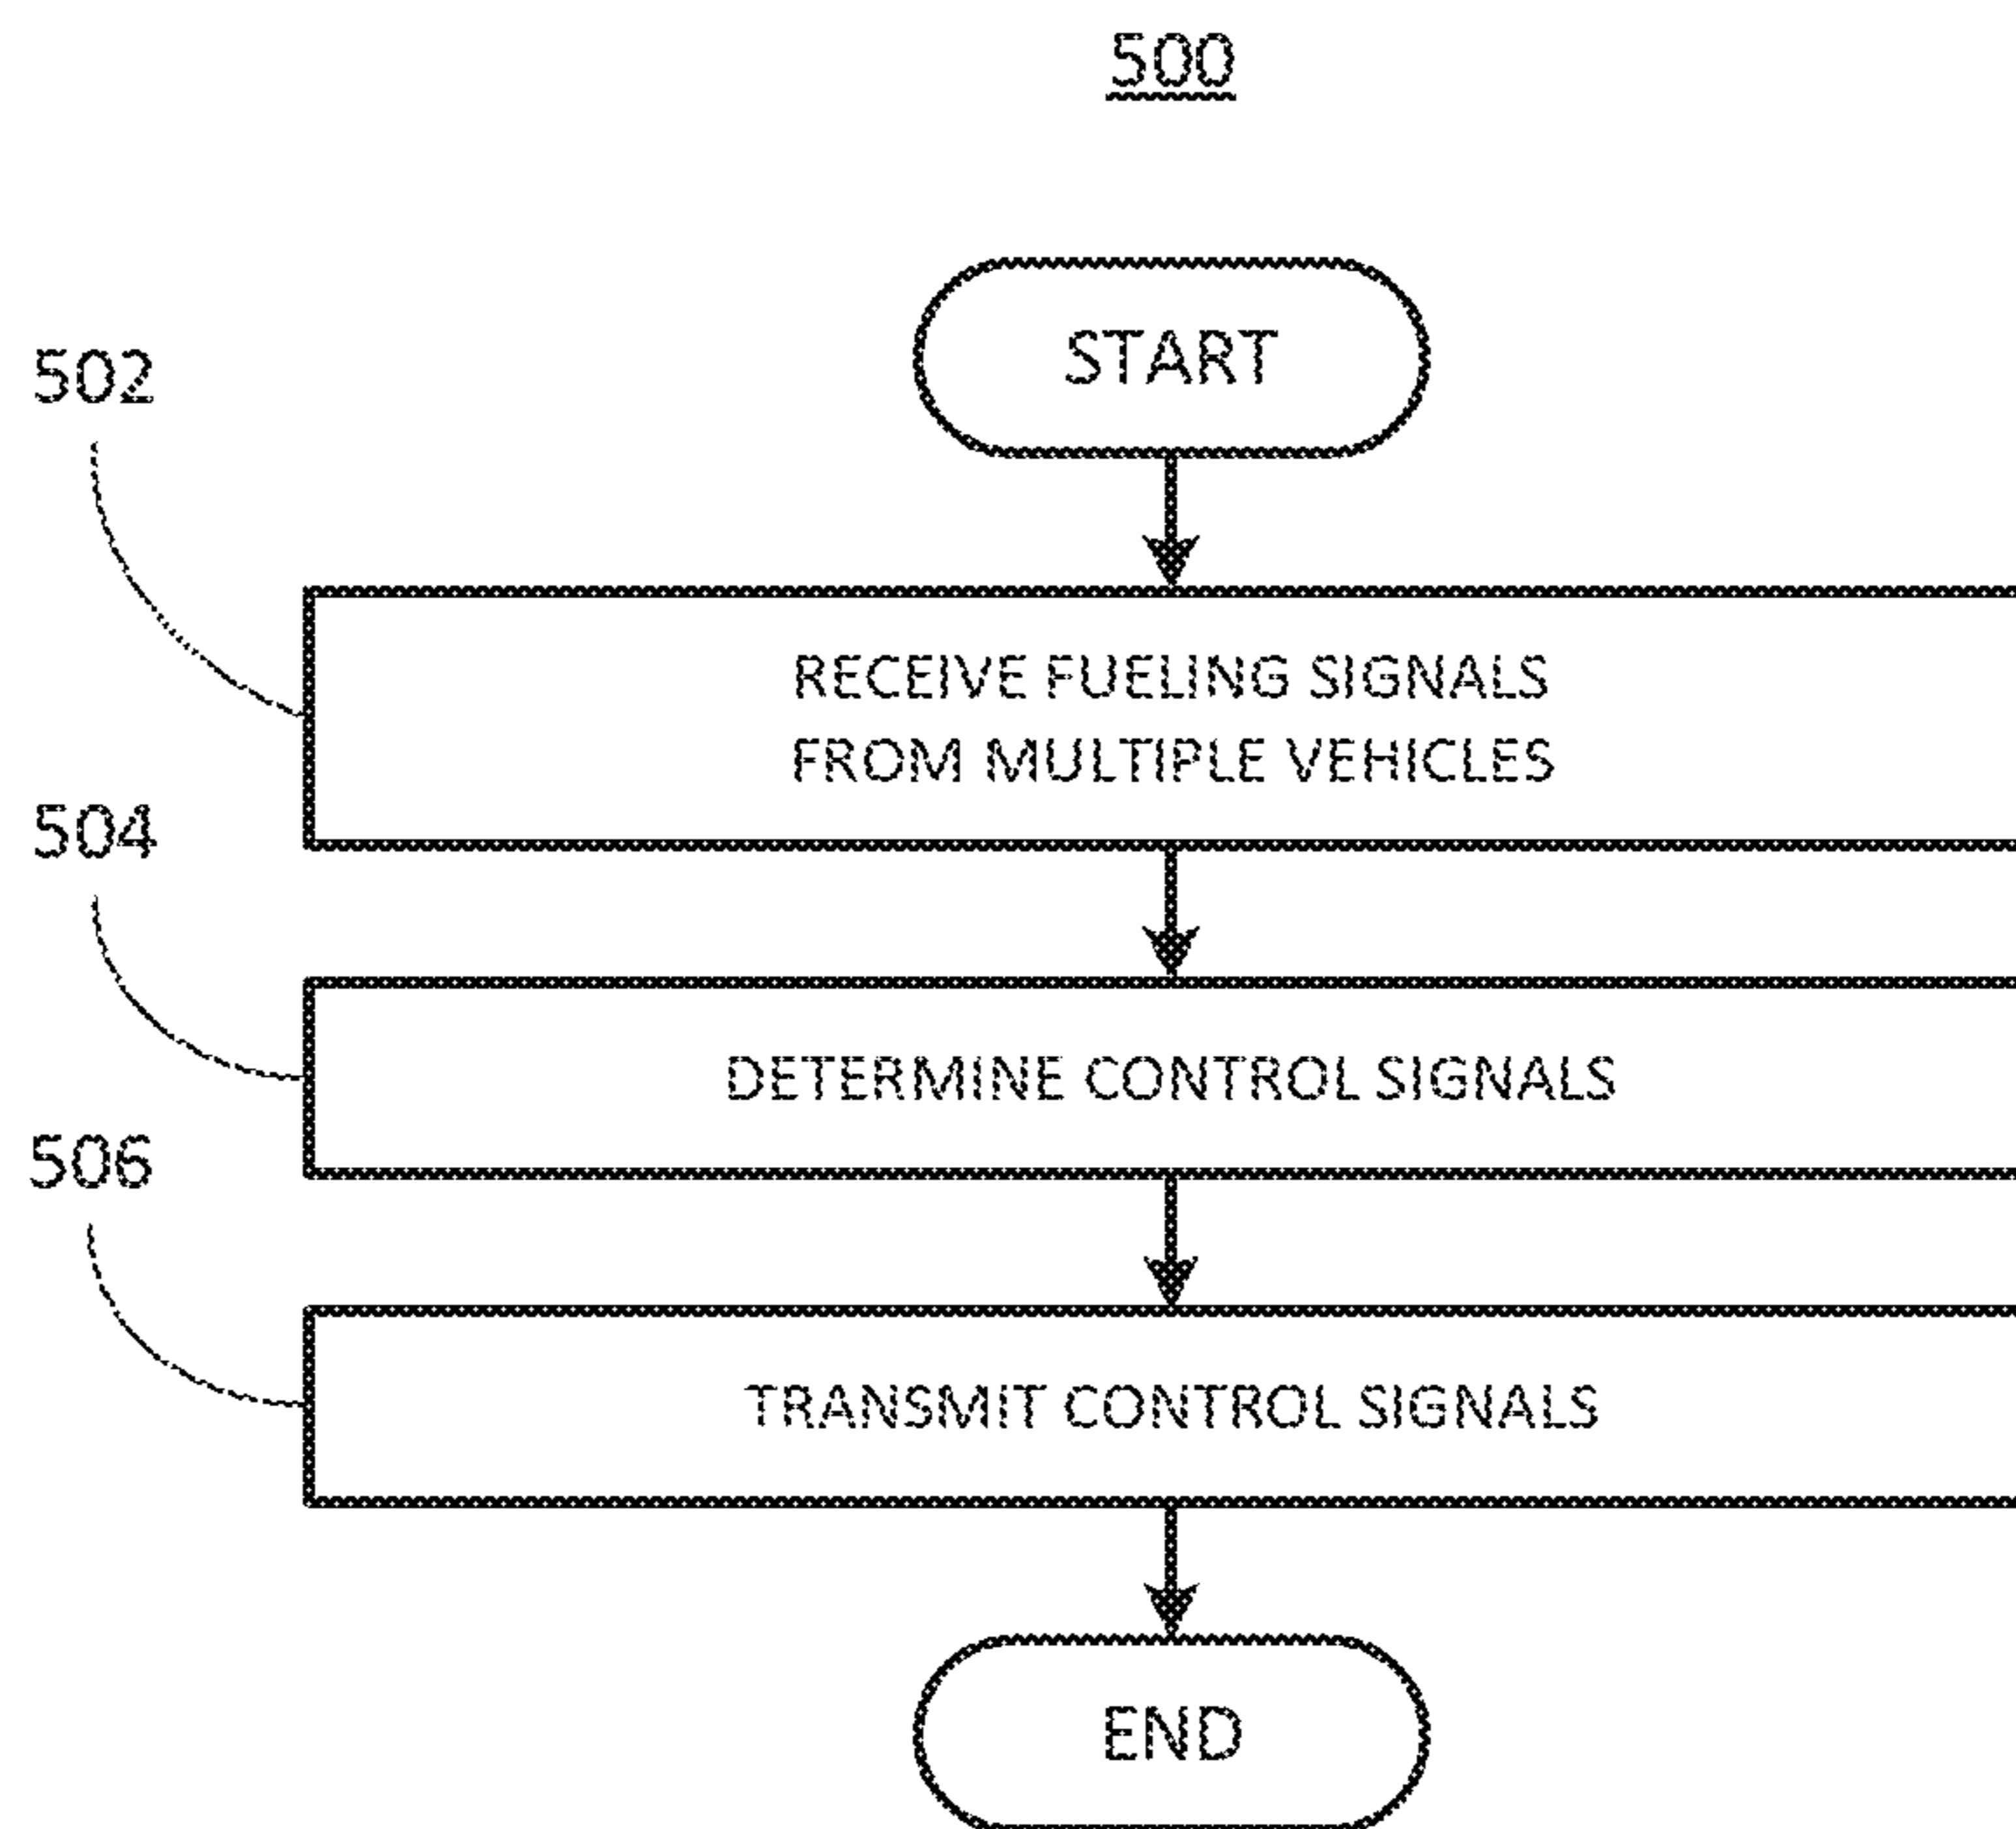 500
START
502
RECEIVE FUELING SIGNALS
FROM MULTIPLE VEHICLES
504
DETERMINE CONTROL SIGNALS
506
TRANSMIT CONTROL SIGNALS
END